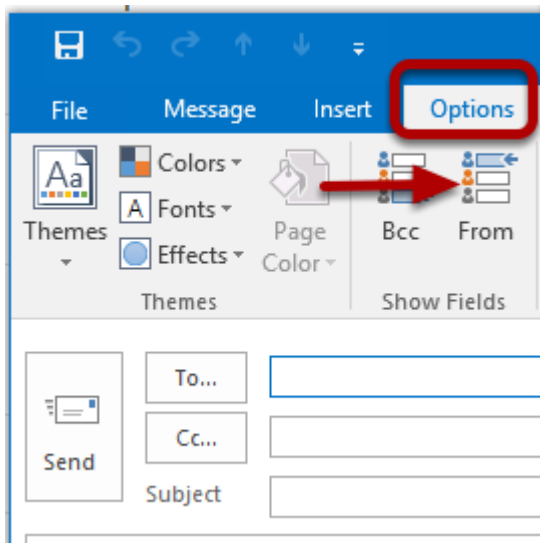 File Message Insert Options
Aa
Themes
Colors
A Fonts
Effects
Page
Color
Bcc
From
Themes
Show Fields
Send
To...
Cc...
Subject